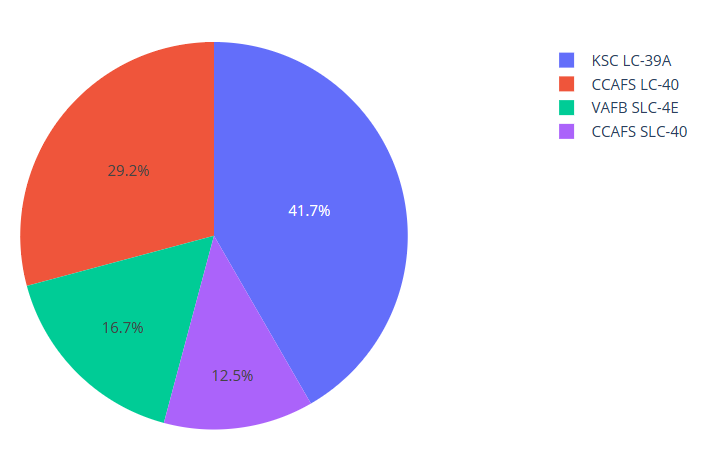 KSC LC-39A
CCAFS LC-40
VAFB SLC-4E
CCAFS SLC-40
29.2%
41.7%
16.7%
12.5%